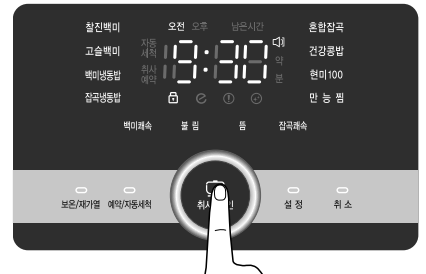 찰진백미 오전 오후 남은시간 혼합잡곡
고슬백미 자동 세척 9:30 건강콩밥
백미냉동밥 취사 예약 약 분 현미100
잡곡냉동밥 만능찜
백미쾌속 불림 뜸 잡곡쾌속
보온/재가열 예약/자동세척 설정 취소